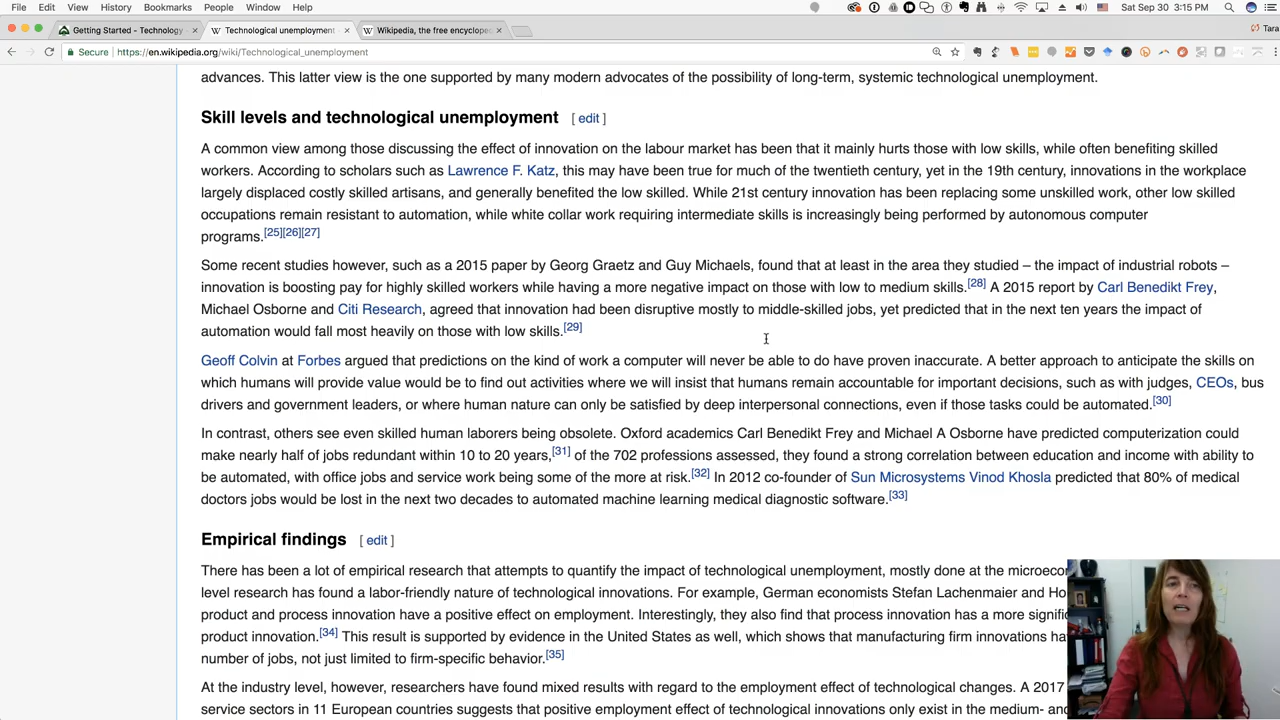 File Edit View History Bookmarks People Window Help Sat Sep 30 3:15 PM
Getting Started - Technology Technological unemployment Wikipedia, the free encyclope Tara
Secure https://en.wikipedia.org/wiki/Technological_unemployment
advances. This latter view is the one supported by many modern advocates of the possibility of long-term, systemic technological unemployment.
Skill levels and technological unemployment [ edit ]
A common view among those discussing the effect of innovation on the labour market has been that it mainly hurts those with low skills, while often benefiting skilled
workers. According to scholars such as Lawrence F. Katz, this may have been true for much of the twentieth century, yet in the 19th century, innovations in the workplace
largely displaced costly skilled artisans, and generally benefited the low skilled. While 21st century innovation has been replacing some unskilled work, other low skilled
occupations remain resistant to automation, while white collar work requiring intermediate skills is increasingly being performed by autonomous computer
programs.[25][26][27]
Some recent studies however, such as a 2015 paper by Georg Graetz and Guy Michaels, found that at least in the area they studied – the impact of industrial robots –
innovation is boosting pay for highly skilled workers while having a more negative impact on those with low to medium skills.[28] A 2015 report by Carl Benedikt Frey,
Michael Osborne and Citi Research, agreed that innovation had been disruptive mostly to middle-skilled jobs, yet predicted that in the next ten years the impact of
automation would fall most heavily on those with low skills.[29]
Geoff Colvin at Forbes argued that predictions on the kind of work a computer will never be able to do have proven inaccurate. A better approach to anticipate the skills on
which humans will provide value would be to find out activities where we will insist that humans remain accountable for important decisions, such as with judges, CEOs, bus
drivers and government leaders, or where human nature can only be satisfied by deep interpersonal connections, even if those tasks could be automated.[30]
In contrast, others see even skilled human laborers being obsolete. Oxford academics Carl Benedikt Frey and Michael A Osborne have predicted computerization could
make nearly half of jobs redundant within 10 to 20 years,[31] of the 702 professions assessed, they found a strong correlation between education and income with ability to
be automated, with office jobs and service work being some of the more at risk.[32] In 2012 co-founder of Sun Microsystems Vinod Khosla predicted that 80% of medical
doctors jobs would be lost in the next two decades to automated machine learning medical diagnostic software.[33]
Empirical findings [ edit ]
There has been a lot of empirical research that attempts to quantify the impact of technological unemployment, mostly done at the microecon
level research has found a labor-friendly nature of technological innovations. For example, German economists Stefan Lachenmaier and Ho
product and process innovation have a positive effect on employment. Interestingly, they also find that process innovation has a more signifi
product innovation.[34] This result is supported by evidence in the United States as well, which shows that manufacturing firm innovations ha
number of jobs, not just limited to firm-specific behavior.[35]
At the industry level, however, researchers have found mixed results with regard to the employment effect of technological changes. A 2017
service sectors in 11 European countries suggests that positive employment effect of technological innovations only exist in the medium- and